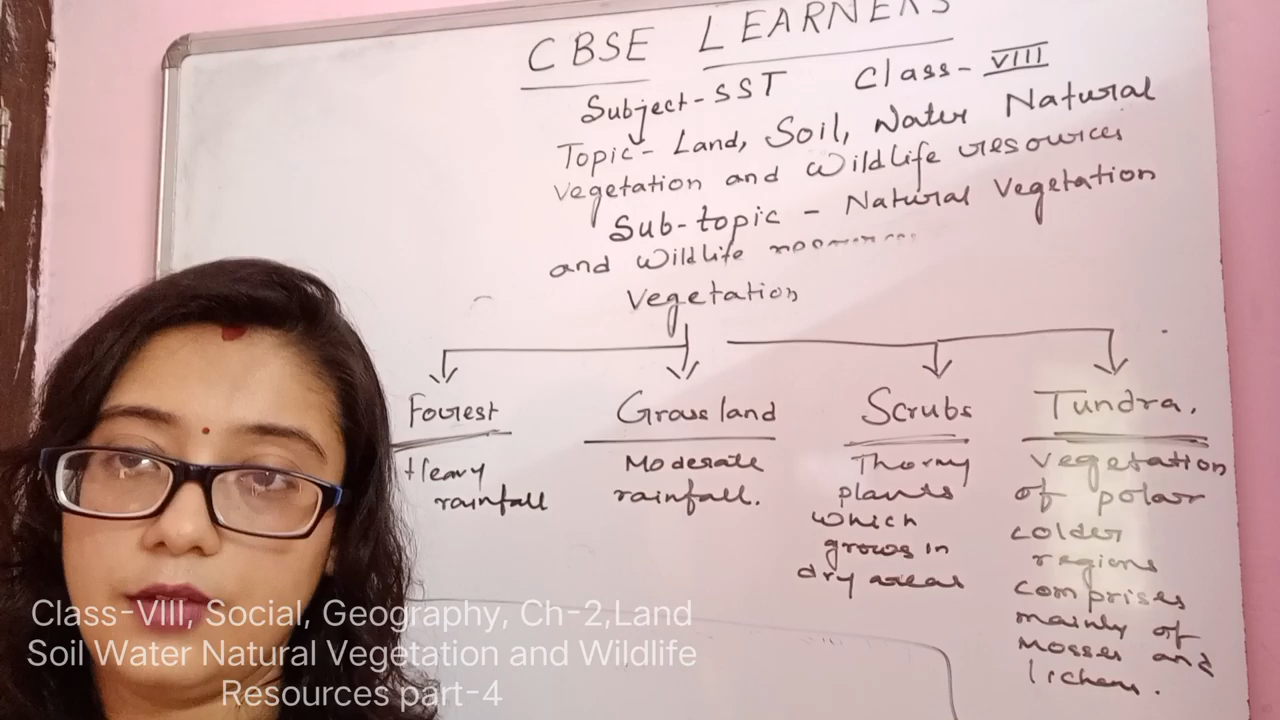 CBSE LEARNERS
Subject-SST Class-VIII
Topic- Land, Soil, Water Natural
Vegetation and Wildlife resources
Sub-topic - Natural Vegetation
and Wildlife
Vegetation
Forest
Heavy
rainfall
Grassland
Moderate
rainfall.
Scrubs
Thorny
plants
which
grows in
dry areas
Tundra.
Vegetation
of polar
colder
regions
comprises
mainly of
Mosses and
lichens.
Class-VIII, Social, Geography, Ch-2,Land
Soil Water Natural Vegetation and Wildlife
Resources part-4